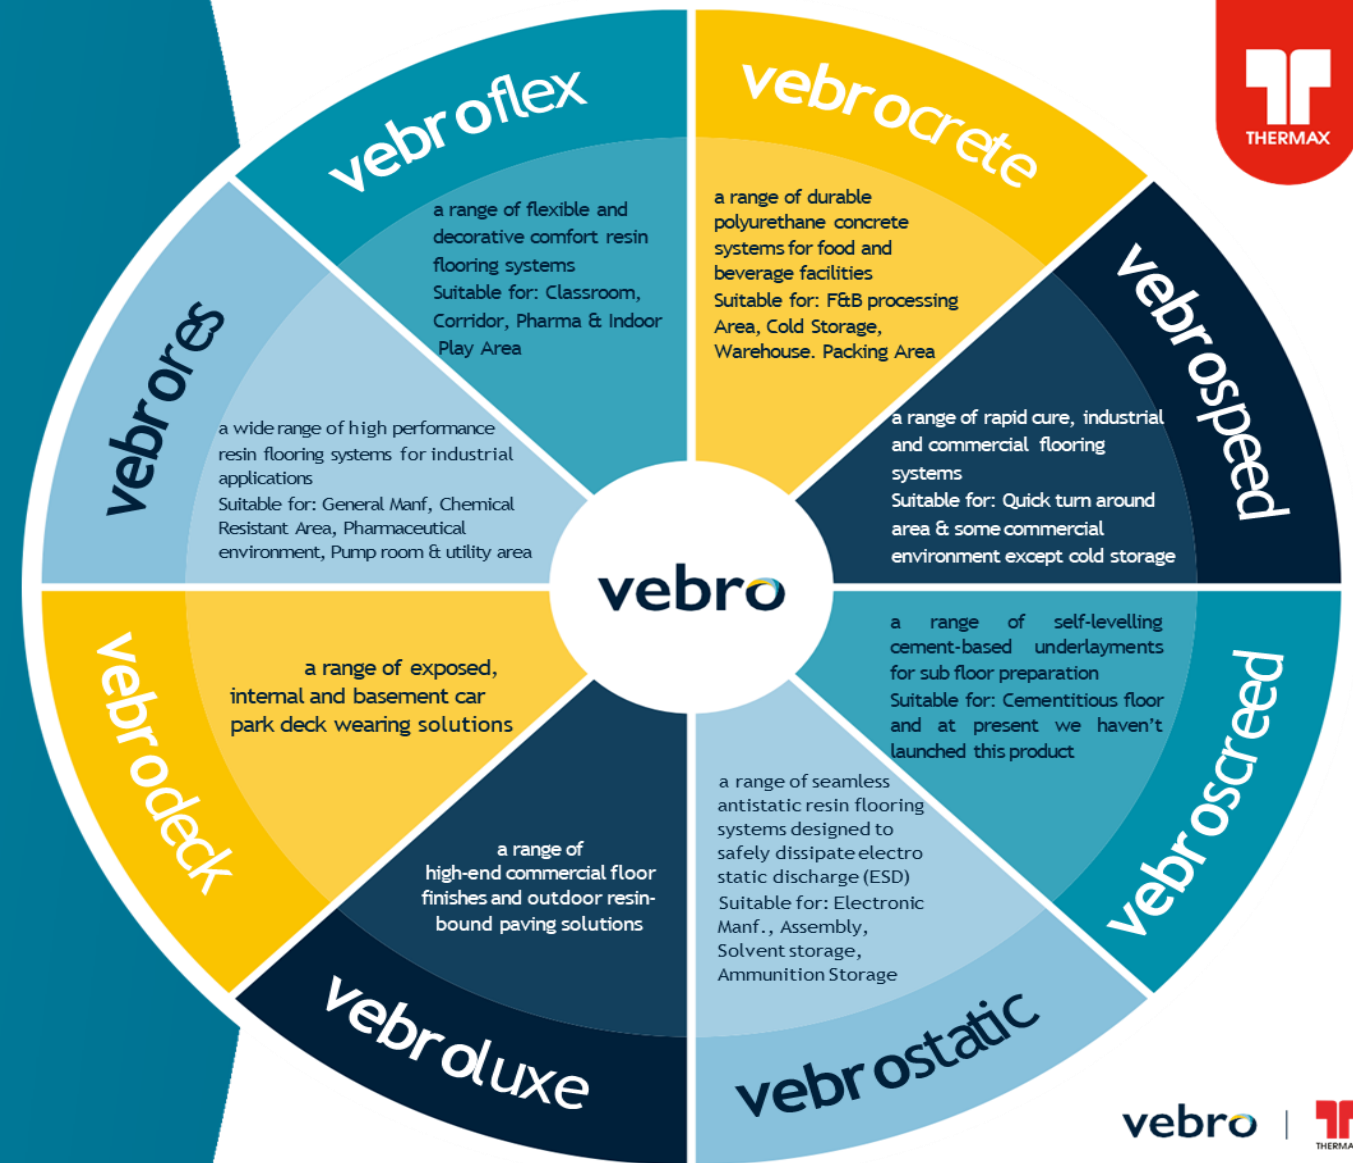 vebroflex
a range of flexible and
decorative comfort resin
flooring systems
Suitable for: Classroom,
Corridor, Pharma & Indoor
Play Area
vebrocrete
a range of durable
polyurethane concrete
systems for food and
beverage facilities
Suitable for: F&B processing
Area, Cold Storage,
Warehouse. Packing Area
THERMAX
vebrospeed
a range of rapid cure, industrial
and commercial flooring
systems
Suitable for: Quick turn around
area & some commercial
environment except cold storage
vebrores
a wide range of high performance
resin flooring systems for industrial
applications
Suitable for: General Manf, Chemical
Resistant Area, Pharmaceutical
environment, Pump room & utility area
vebro
vebroscreed
a range of self-levelling
cement-based underlayments
for sub floor preparation
Suitable for: Cementitious floor
and at present we haven't
launched this product
vebrodeck
a range of exposed,
internal and basement car
park deck wearing solutions
vebrostatic
a range of seamless
antistatic resin flooring
systems designed to
safely dissipate electro
static discharge (ESD)
Suitable for: Electronic
Manf., Assembly,
Solvent storage,
Ammunition Storage
vebroluxe
a range of
high-end commercial floor
finishes and outdoor resin-
bound paving solutions
vebro |
THERMA